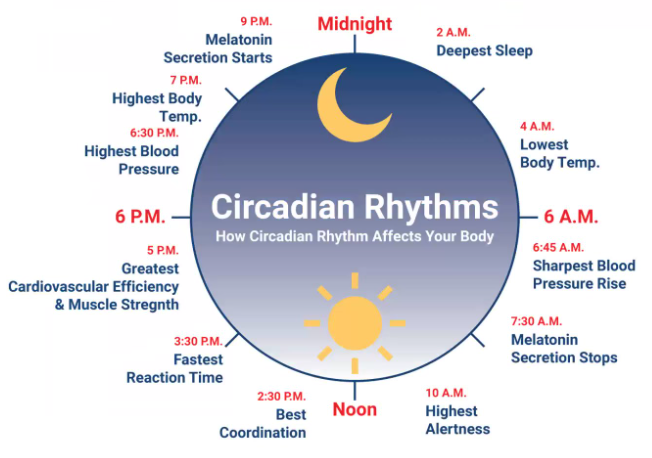 Midnight
2 A.M.
Deepest Sleep
4 A.M.
Lowest
Body Temp.
6 A.M.
6:45 A.M.
Sharpest Blood
Pressure Rise
7:30 A.M.
Melatonin
Secretion Stops
10 A.M.
Highest
Alertness
Noon
2:30 P.M.
Best
Coordination
3:30 P.M.
Fastest
Reaction Time
5 P.M.
Greatest
Cardiovascular Efficiency
& Muscle Stregnth
6 P.M.
6:30 P.M.
Highest Blood
Pressure
7 P.M.
Highest Body
Temp.
9 P.M.
Melatonin
Secretion Starts
Circadian Rhythms
How Circadian Rhythm Affects Your Body